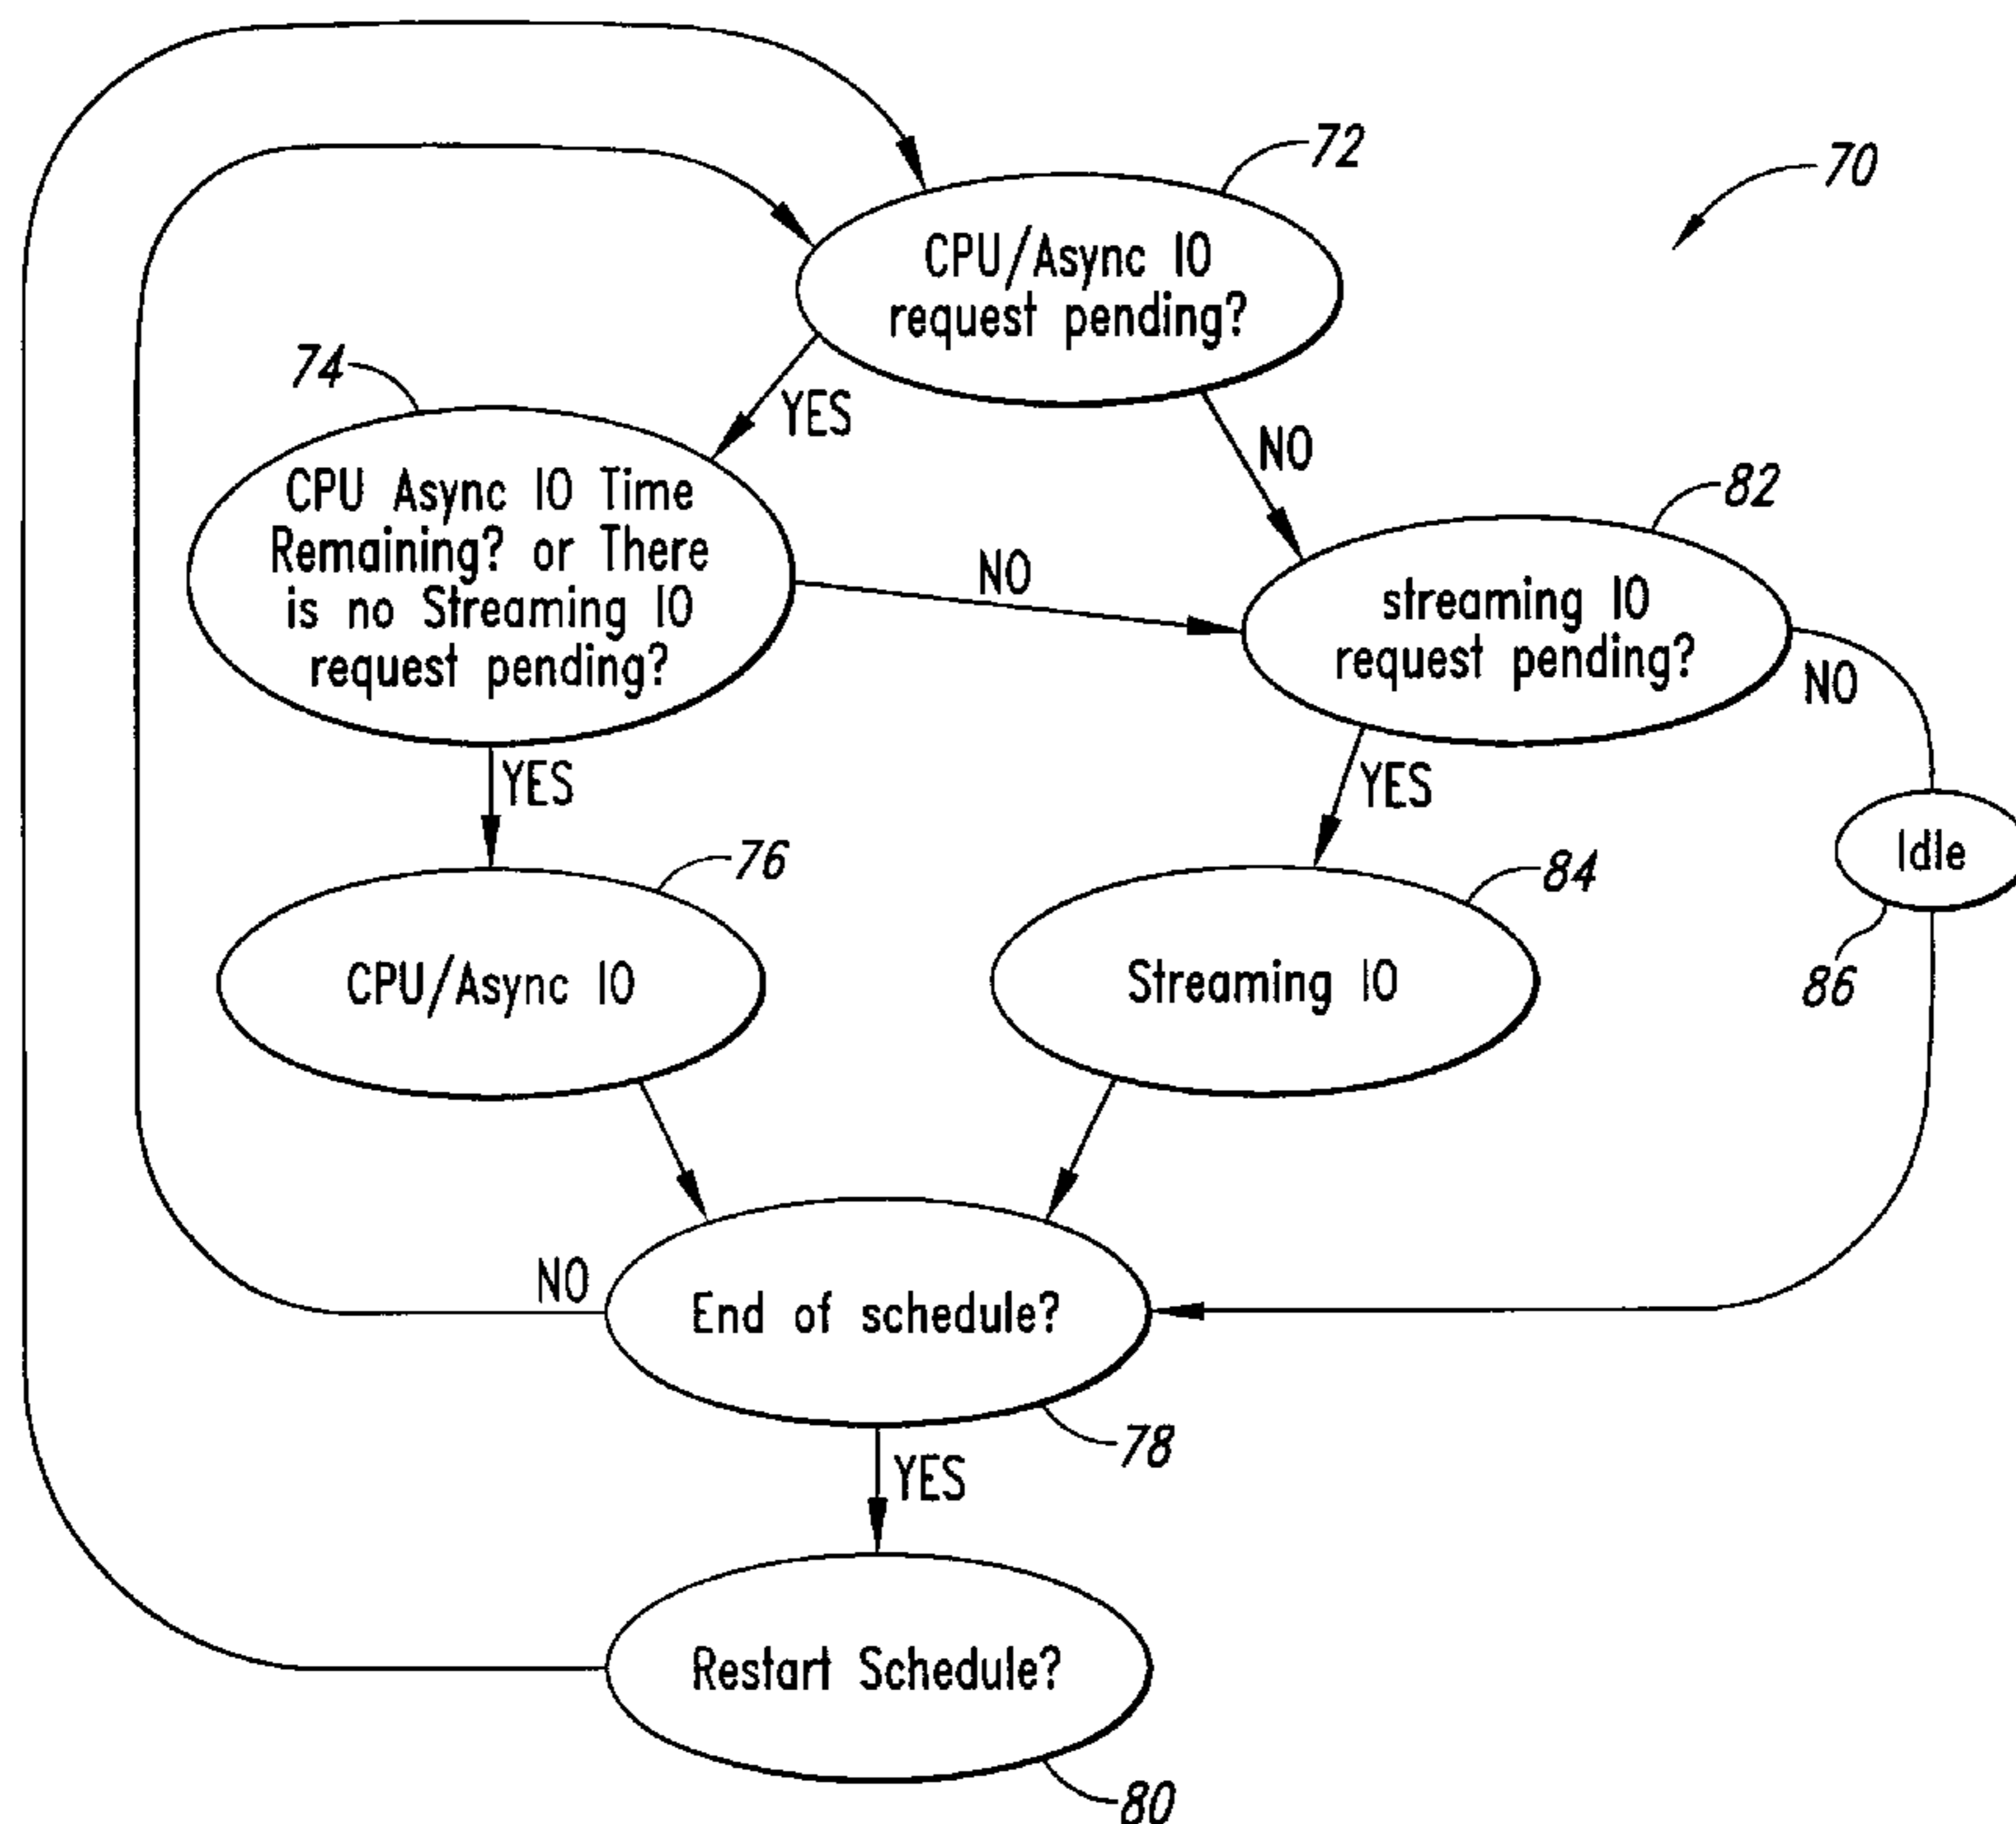 72
70
CPU/Async IO
request pending?
74
YES
NO
82
CPU Async IO Time
Remaining? or There
is no Streaming IO
request pending?
NO
streaming IO
request pending?
NO
YES
YES
76
84
Idle
CPU/Async IO
Streaming IO
86
NO
End of schedule?
78
YES
Restart Schedule?
80